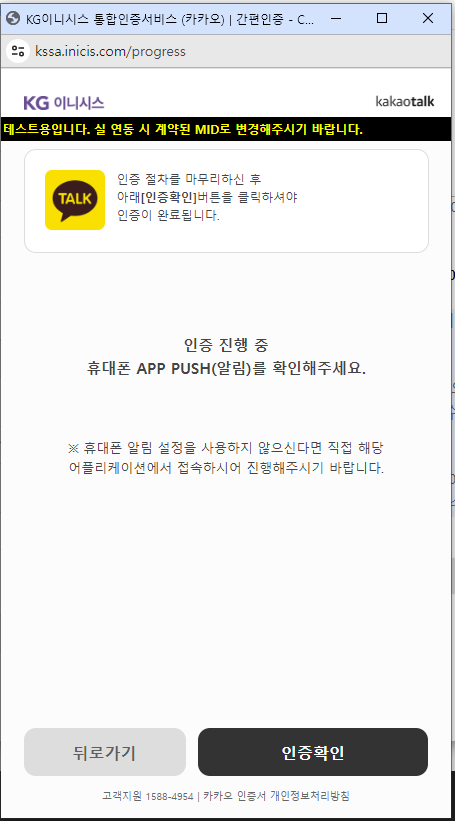 KG이니시스 통합인증서비스 (카카오) | 간편인증 - C...
kssa.inicis.com/progress
KG 이니시스
kakaotalk
테스트용입니다. 실 연동 시 계약된 MID로 변경해주시기 바랍니다.
TALK
인증 절차를 마무리하신 후
아래[인증확인]버튼을 클릭하셔야
인증이 완료됩니다.
인증 진행 중
휴대폰 APP PUSH(알림)를 확인해주세요.
※ 휴대폰 알림 설정을 사용하지 않으신다면 직접 해당
어플리케이션에서 접속하시어 진행해주시기 바랍니다.
뒤로가기
인증확인
고객지원 1588-4954 | 카카오 인증서 개인정보처리방침